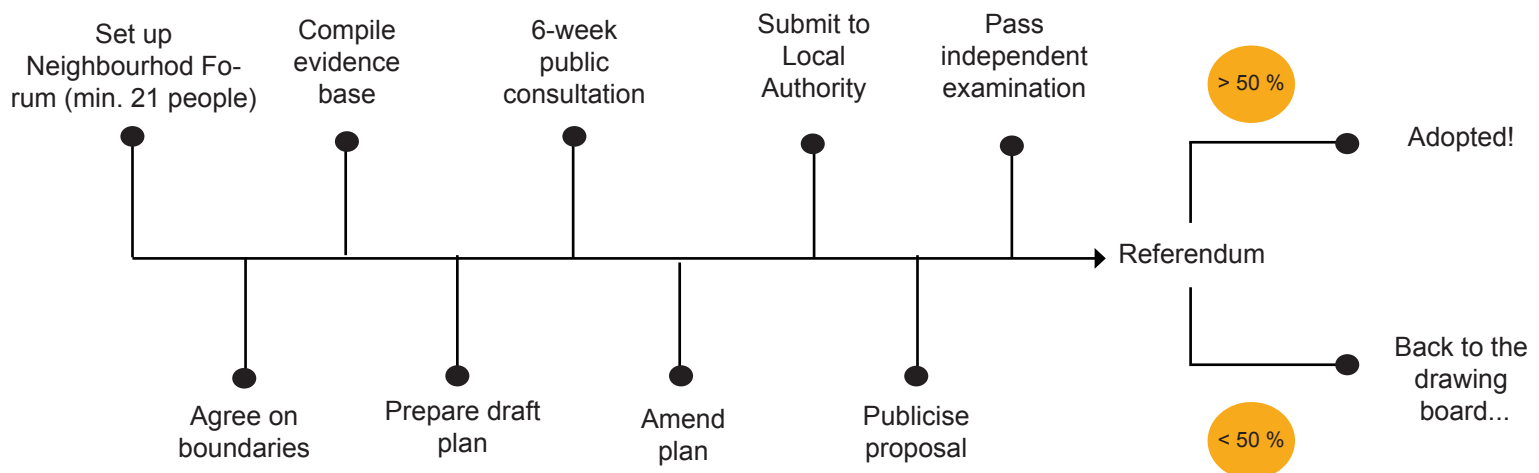 Set up
Neighbourhod Fo-
rum (min. 21 people)
Compile
evidence
base
6-week
public
consultation
Submit to
Local
Authority
Pass
independent
examination
> 50 %
Adopted!
Referendum
Agree on
boundaries
Prepare draft
plan
Amend
plan
Publicise
proposal
< 50 %
Back to the
drawing
board...